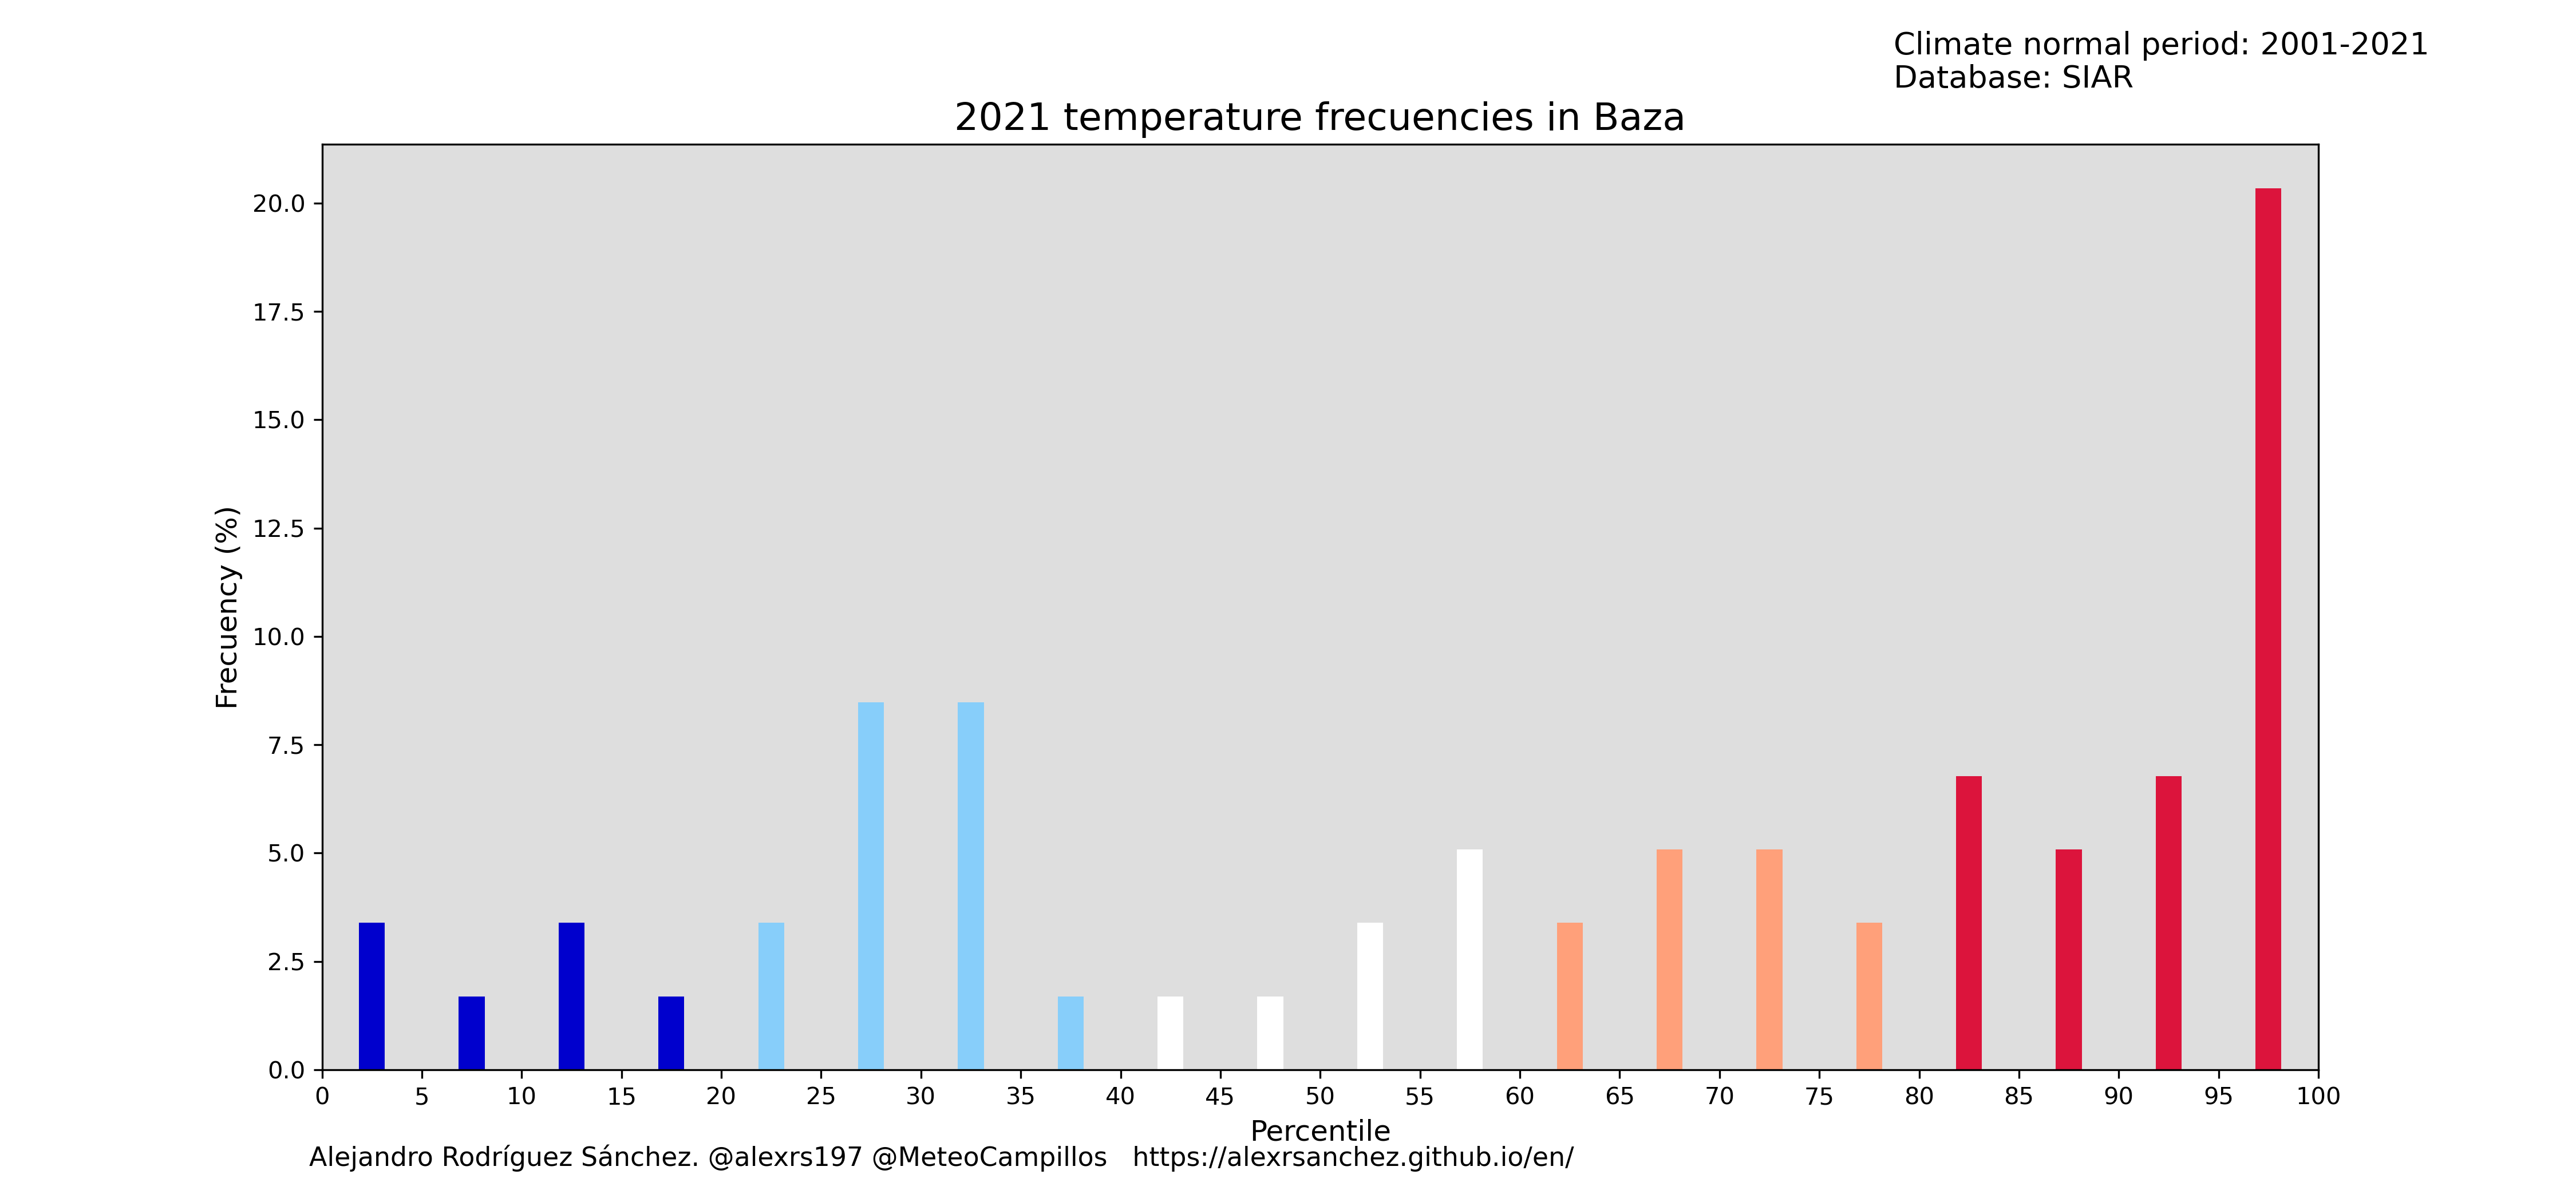 Climate normal period: 2001-2021
Database: SIAR
2021 temperature frecuencies in Baza
Frecuency (%)
20.0
17.5
15.0
12.5
10.0
7.5
5.0
2.5
0.0
0 5 10 15 20 25 30 35 40 45 50 55 60 65 70 75 80 85 90 95 100
Percentile
Alejandro Rodríguez Sánchez. @alexrs197 @MeteoCampillos https://alexrsanchez.github.io/en/